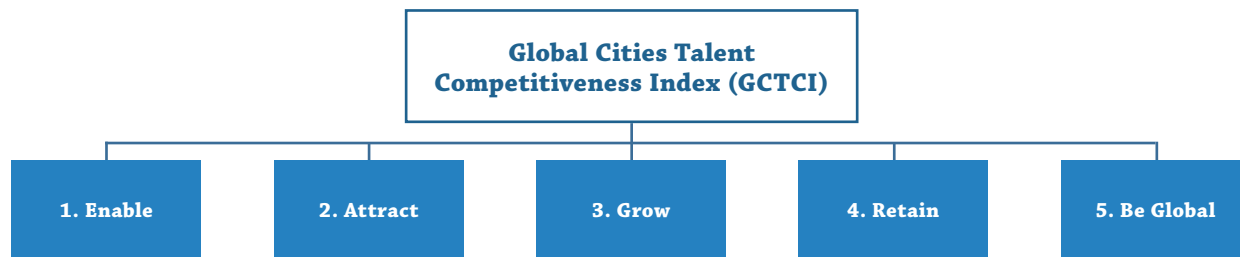 Global Cities Talent
Competitiveness Index (GCTCI)
1. Enable
2. Attract
3. Grow
4. Retain
5. Be Global